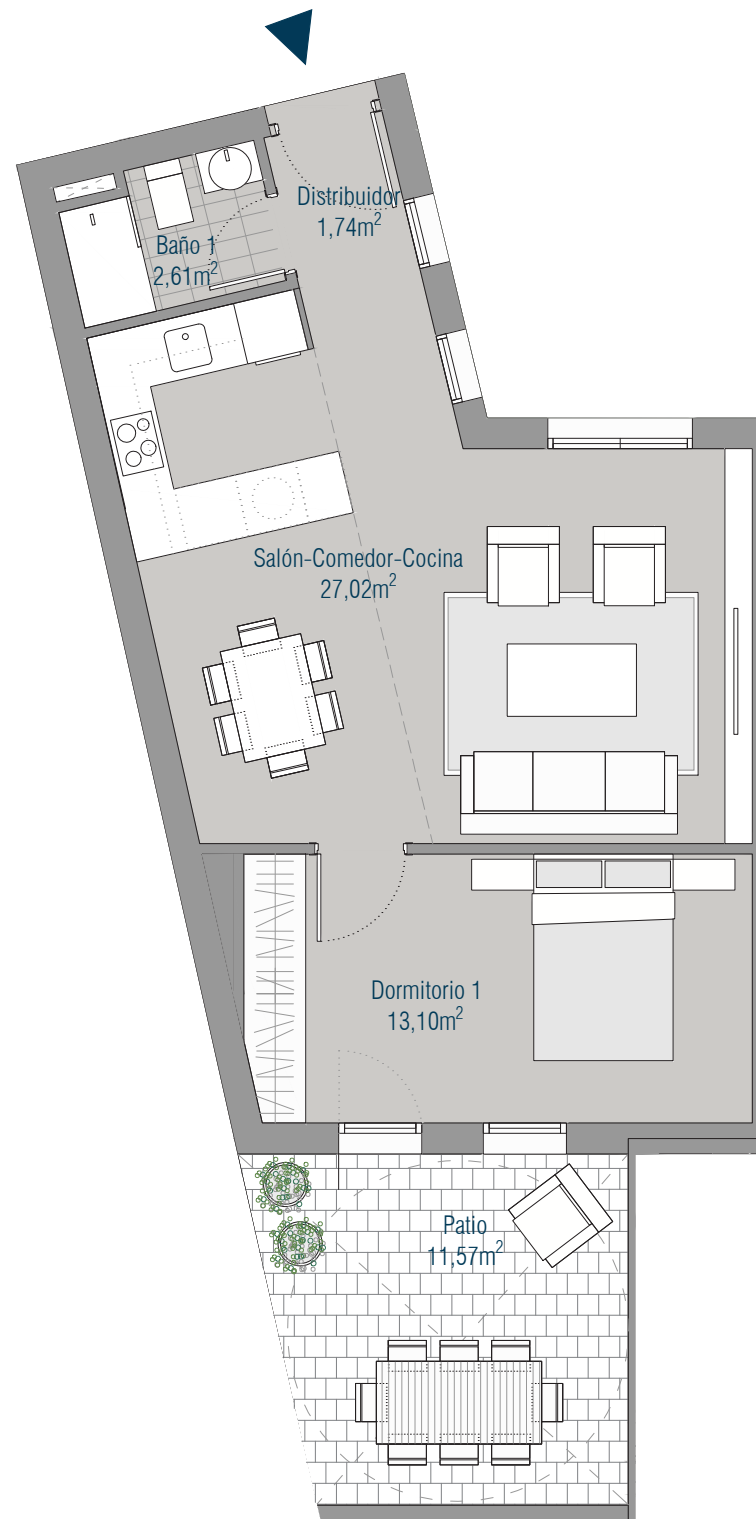 Distribuidor
1,74m²
Baño 1
2,61m²
Salón-Comedor-Cocina
27,02m²
Dormitorio 1
13,10m²
Patio
11,57m²